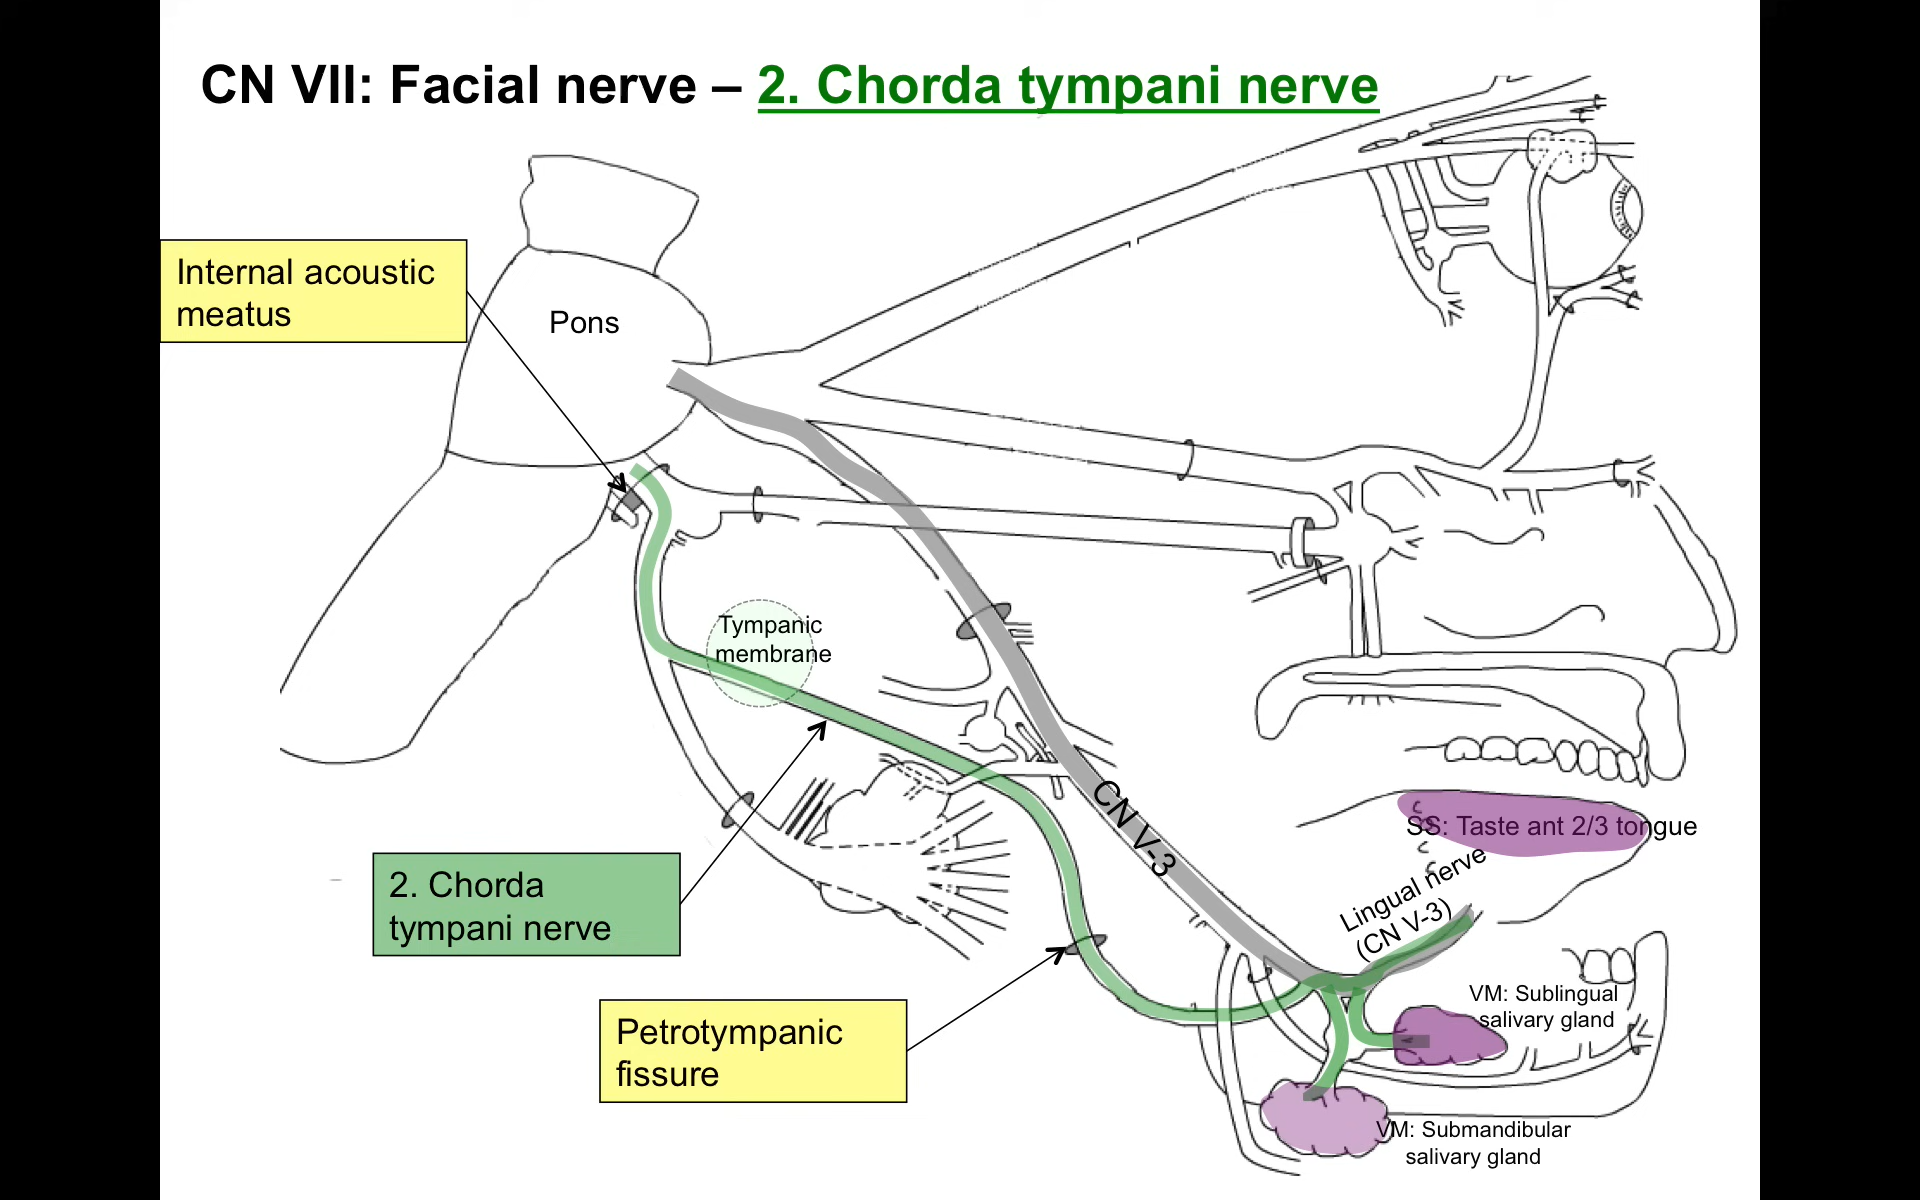 CN VII: Facial nerve – 2. Chorda tympani nerve
Internal acoustic
meatus
Pons
Tympanic
membrane
CN V-3
SS: Taste ant 2/3 tongue
Lingual nerve
(CN V-3)
2. Chorda
tympani nerve
VM: Sublingual
salivary gland
Petrotympanic
fissure
VM: Submandibular
salivary gland